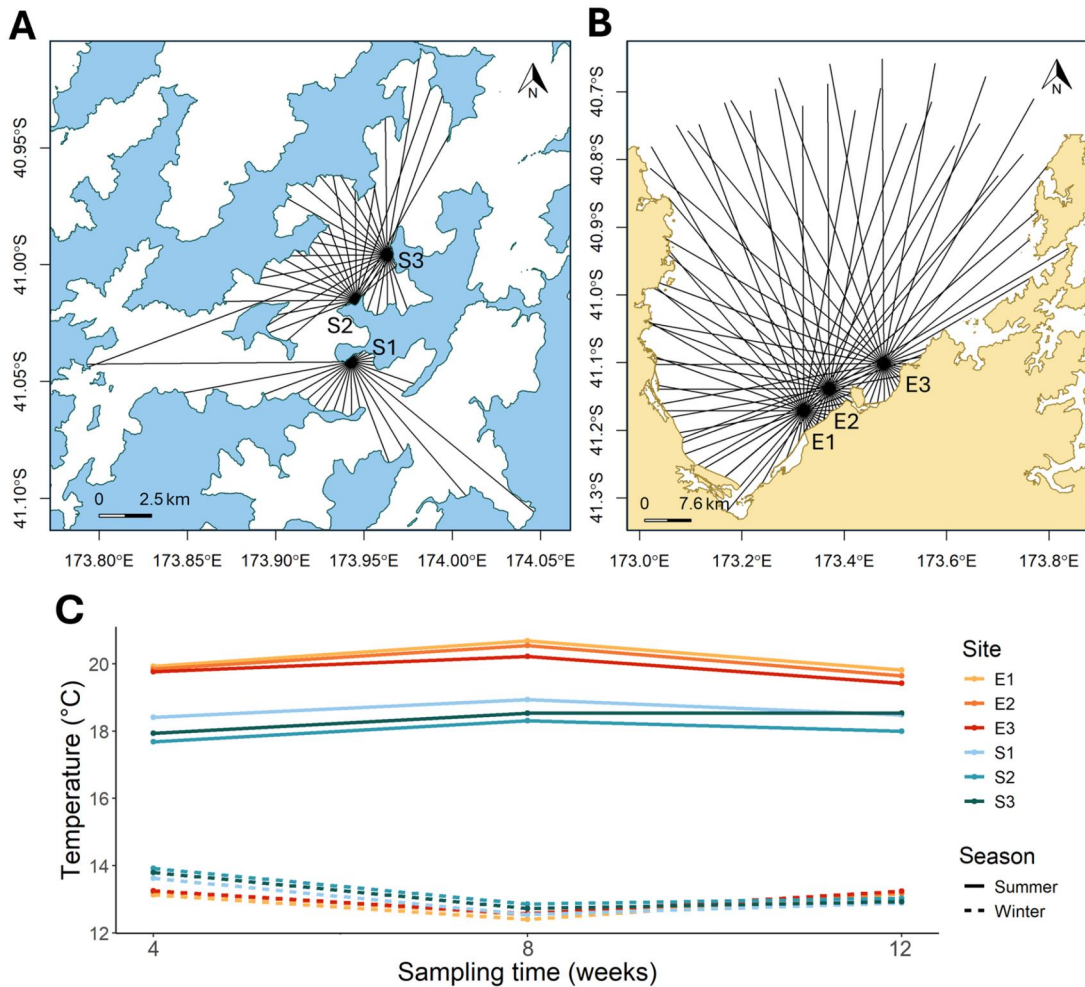 A
N
40.95°S
41.00°S
41.05°S
41.10°S
S3
S2
S1
0 2.5 km
173.80°E 173.85°E 173.90°E 173.95°E 174.00°E 174.05°E
B
N
40.7°S
40.8°S
40.9°S
41.0°S
41.1°S
41.2°S
41.3°S
E3
E2
E1
0 7.6 km
173.0°E 173.2°E 173.4°E 173.6°E 173.8°E
C
Temperature (°C)
20
18
16
14
12
4 8 12
Sampling time (weeks)
Site
E1
E2
E3
S1
S2
S3
Season
Summer
Winter